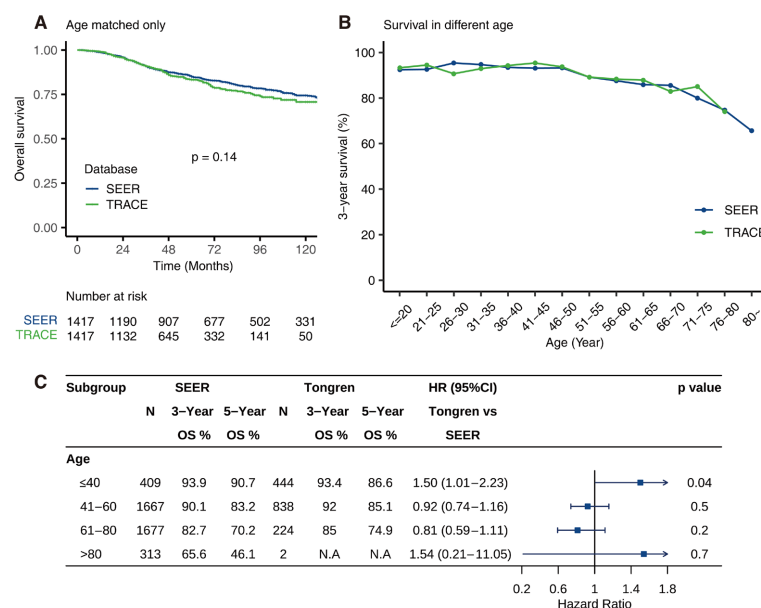 A Age matched only
1.00
0.75
0.50
0.25
0.00
Overall survival
p = 0.14
Database
SEER
TRACE
0 24 48 72 96 120
Time (Months)
Number at risk
SEER 1417 1190 907 677 502 331
TRACE 1417 1132 645 332 141 50
B Survival in different age
100
80
60
40
20
0
3−year survival (%)
SEER
TRACE
<=20 21−25 26−30 31−35 36−40 41−45 46−50 51−55 56−60 61−65 66−70 71−75 76−80 80~
Age (Year)
C Subgroup SEER Tongren HR (95%CI) p value
N 3−Year 5−Year N 3−Year 5−Year Tongren vs
OS % OS % OS % OS % SEER
Age
≤40 409 93.9 90.7 444 93.4 86.6 1.50 (1.01−2.23) 0.04
41−60 1667 90.1 83.2 838 92 85.1 0.92 (0.74−1.16) 0.5
61−80 1677 82.7 70.2 224 85 74.9 0.81 (0.59−1.11) 0.2
>80 313 65.6 46.1 2 N.A N.A 1.54 (0.21−11.05) 0.7
0.2 0.6 1 1.4 1.8
Hazard Ratio